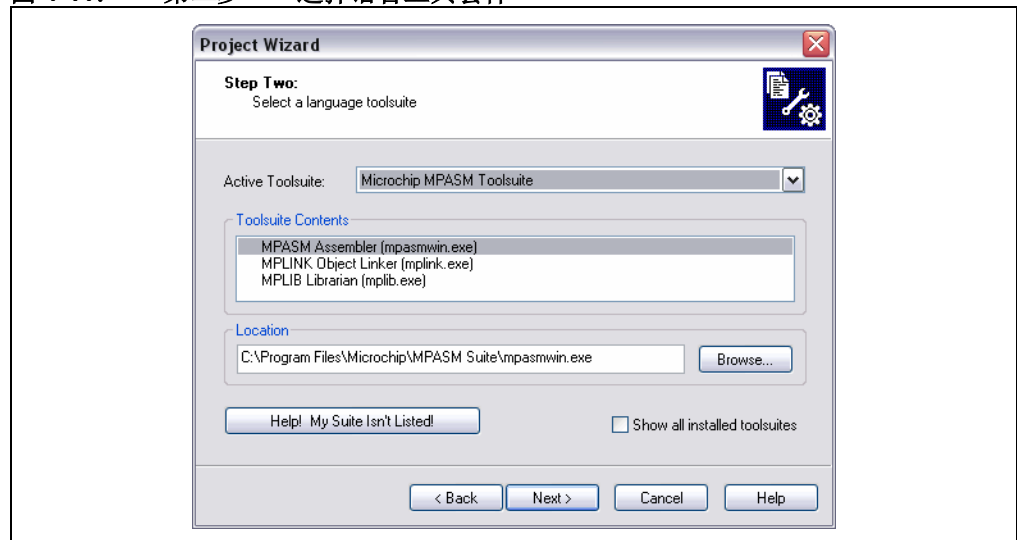 Project Wizard
Step Two:
Select a language toolsuite
Active Toolsuite: Microchip MPASM Toolsuite
Toolsuite Contents
MPASM Assembler (mpasmwin.exe)
MPLINK Object Linker (mplink.exe)
MPLIB Librarian (mplib.exe)
Location
C:\Program Files\Microchip\MPASM Suite\mpasmwin.exe Browse...
Help! My Suite Isn't Listed! Show all installed toolsuites
< Back Next > Cancel Help